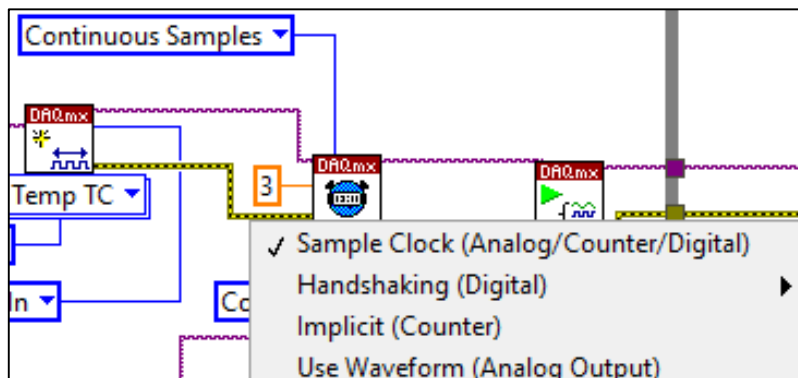 Continuous Samples
DAQmx
DAQmx
DAQmx
3
Temp TC
In
Co
Sample Clock (Analog/Counter/Digital)
Handshaking (Digital)
Implicit (Counter)
Use Waveform (Analog Output)